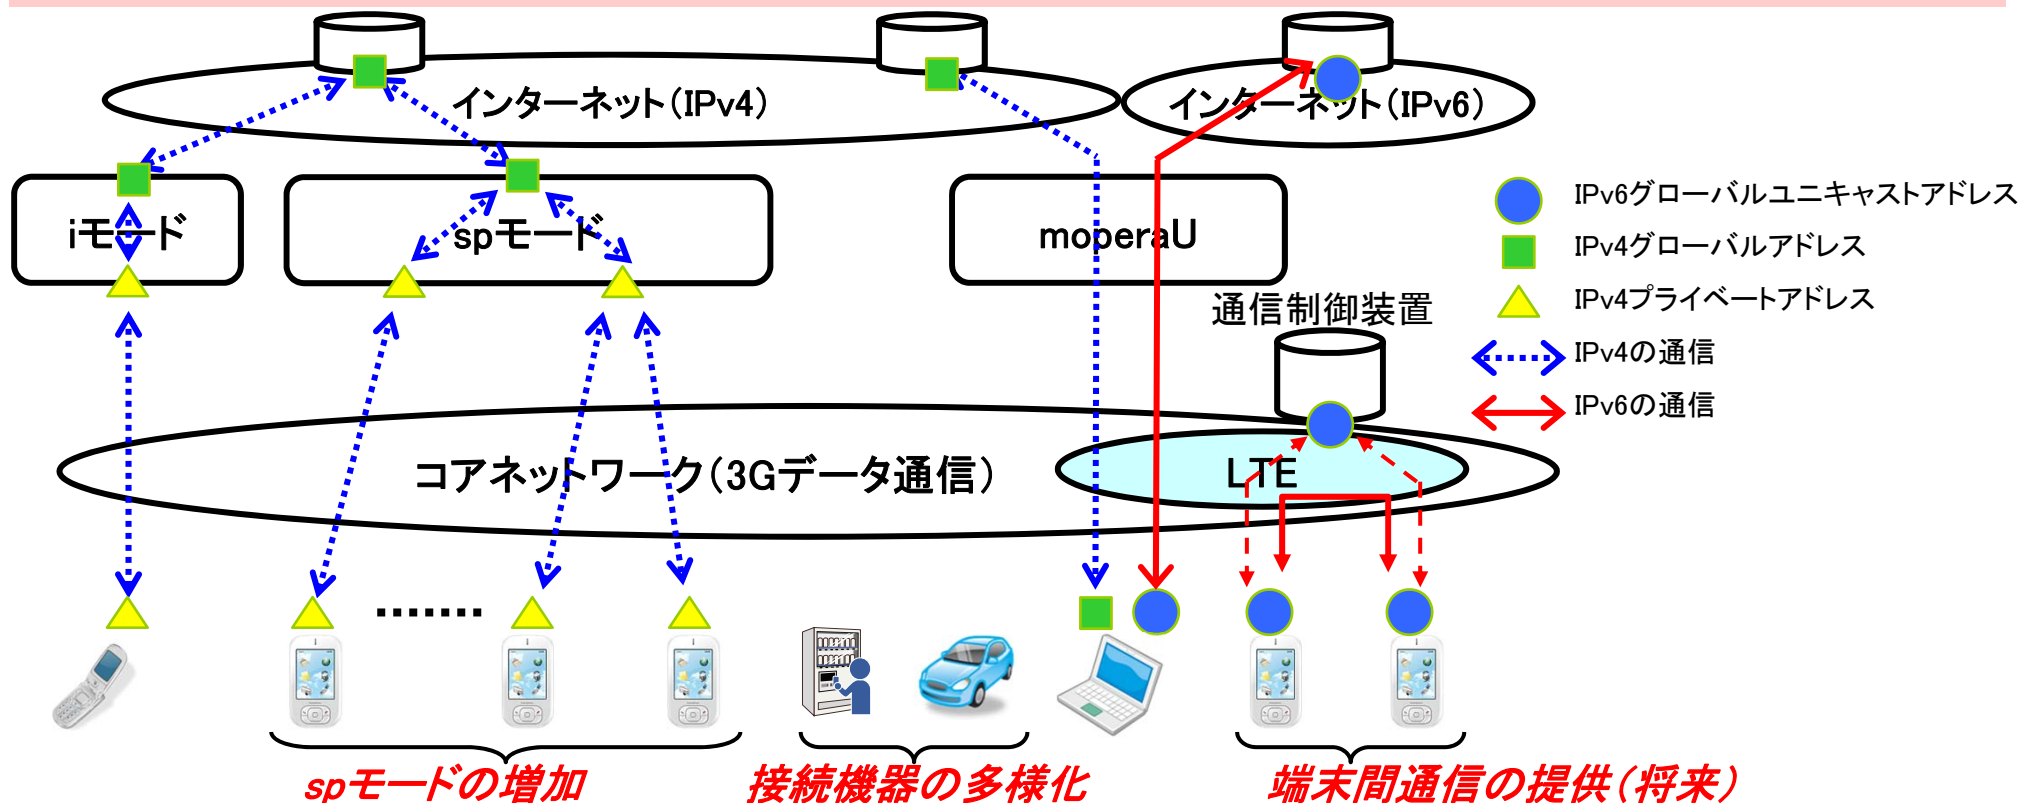 インターネット(IPv4)
インターネット(IPv6)
iモード
spモード
moperaU
IPv6グローバルユニキャストアドレス
IPv4グローバルアドレス
IPv4プライベートアドレス
IPv4の通信
IPv6の通信
通信制御装置
コアネットワーク(3Gデータ通信)
LTE
spモードの増加
接続機器の多様化
端末間通信の提供(将来)